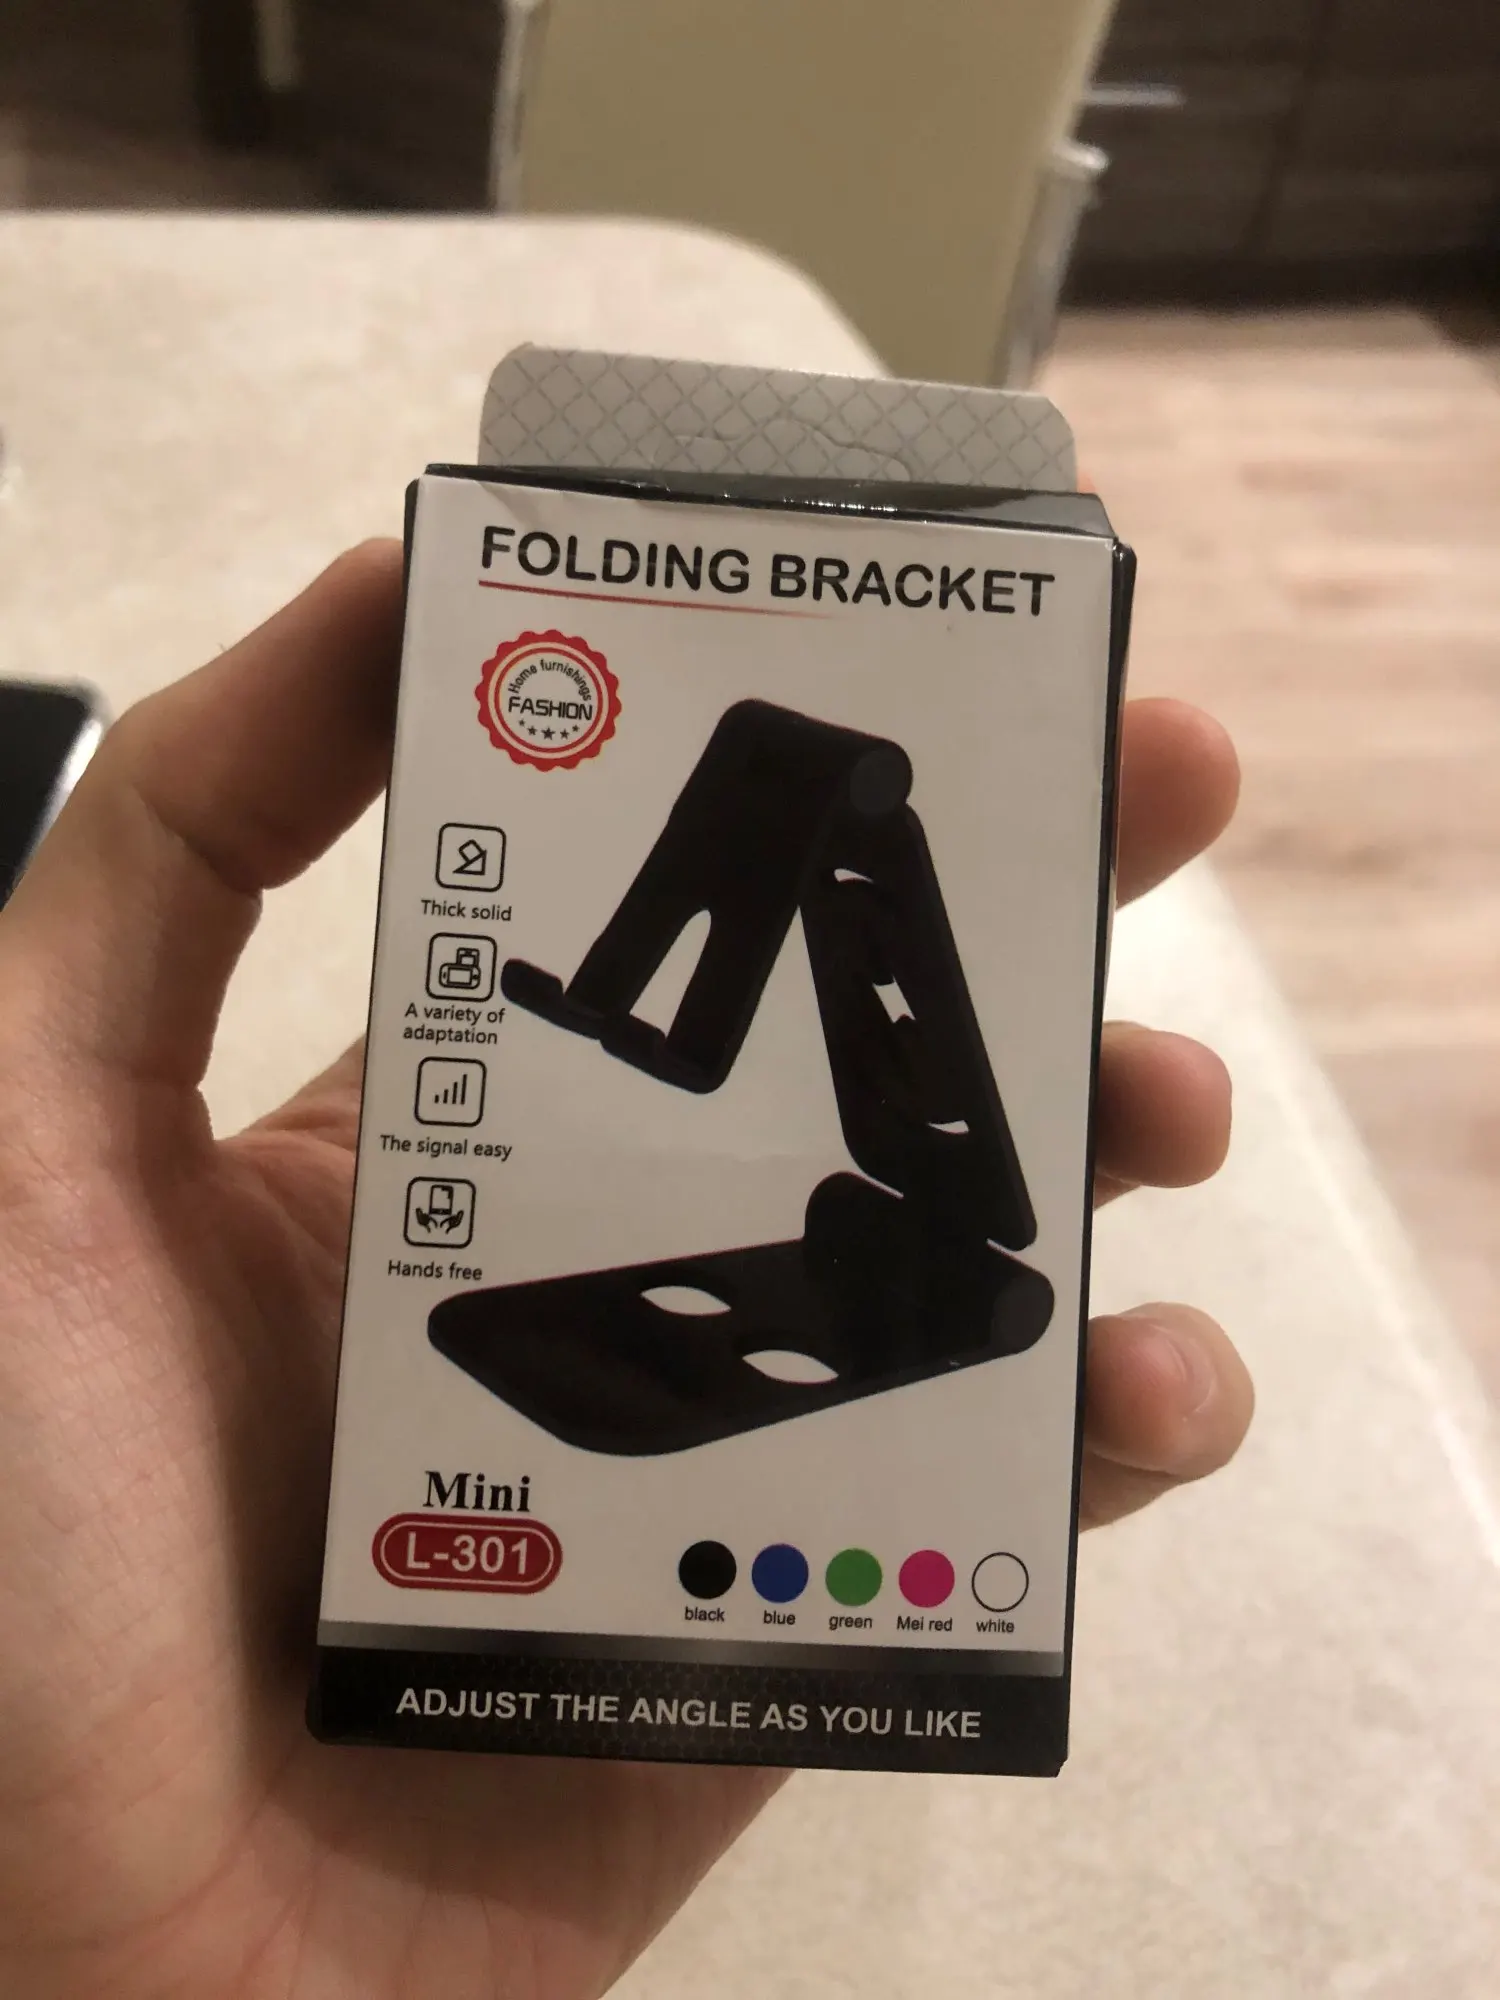 FOLDING BRACKET
Home furnishings
FASHION
Thick solid
A variety of
adaptation
The signal easy
Hands free
Mini
L-301
black blue green Mei red white
ADJUST THE ANGLE AS YOU LIKE